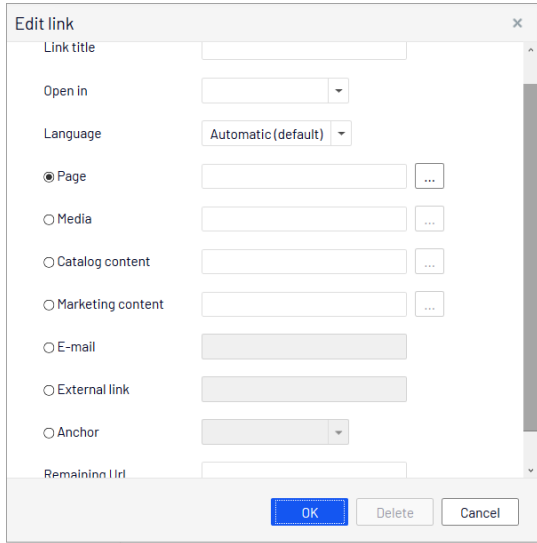 Edit link
Link title
Open in
Language Automatic (default)
Page ...
Media ...
Catalog content ...
Marketing content ...
E-mail
External link
Anchor
Remaining Url
OK Delete Cancel